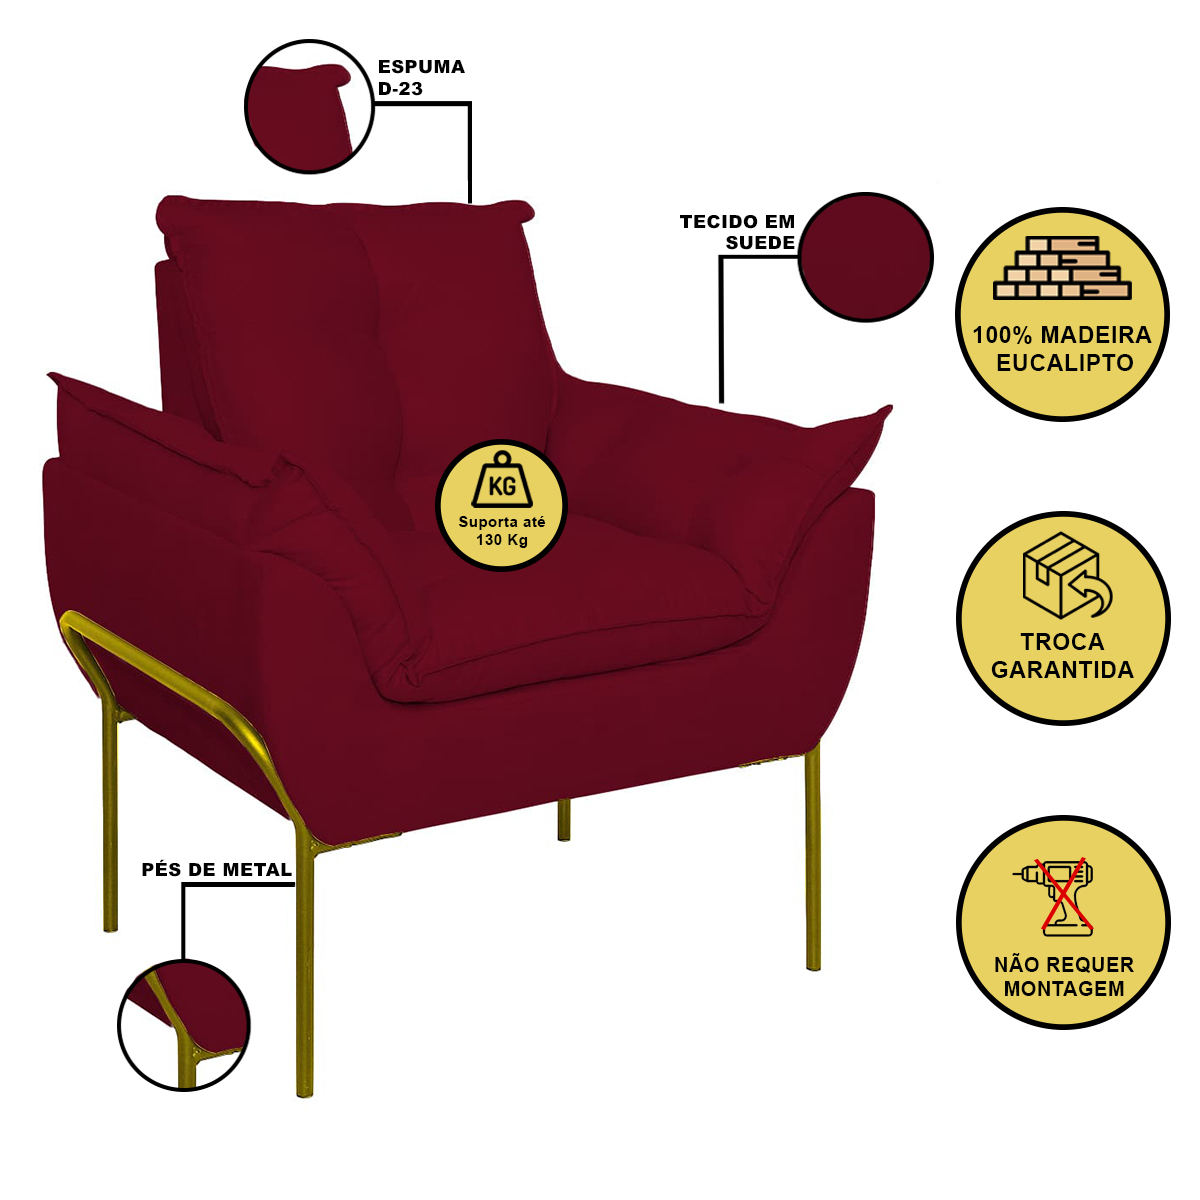 ESPUMA
D-23
TECIDO EM
SUEDE
100% MADEIRA
EUCALIPTO
KG
Suporta até
130 Kg
TROCA
GARANTIDA
PÉS DE METAL
NÃO REQUER
MONTAGEM